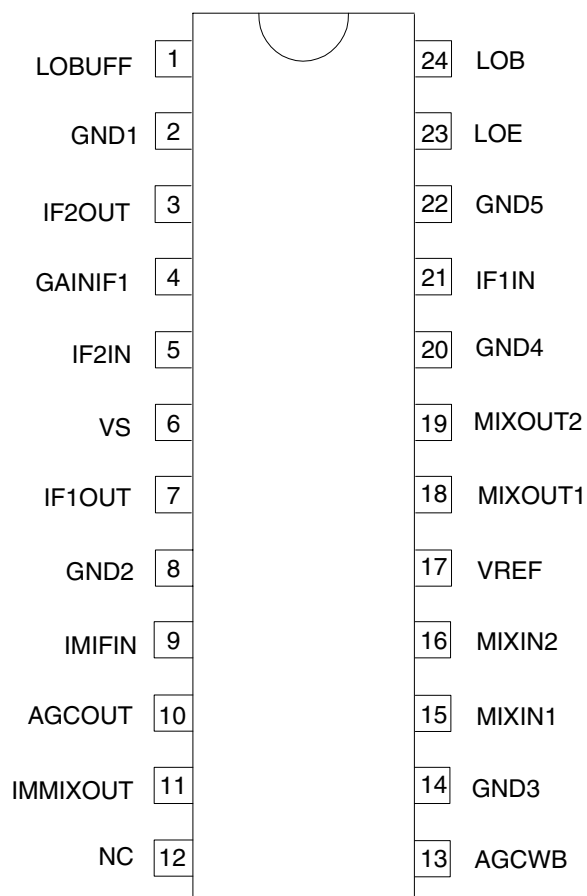 LOBUFF 1 24 LOB
GND1 2 23 LOE
IF2OUT 3 22 GND5
GAINIF1 4 21 IF1IN
IF2IN 5 20 GND4
VS 6 19 MIXOUT2
IF1OUT 7 18 MIXOUT1
GND2 8 17 VREF
IMIFIN 9 16 MIXIN2
AGCOUT 10 15 MIXIN1
IMMIXOUT 11 14 GND3
NC 12 13 AGCWB